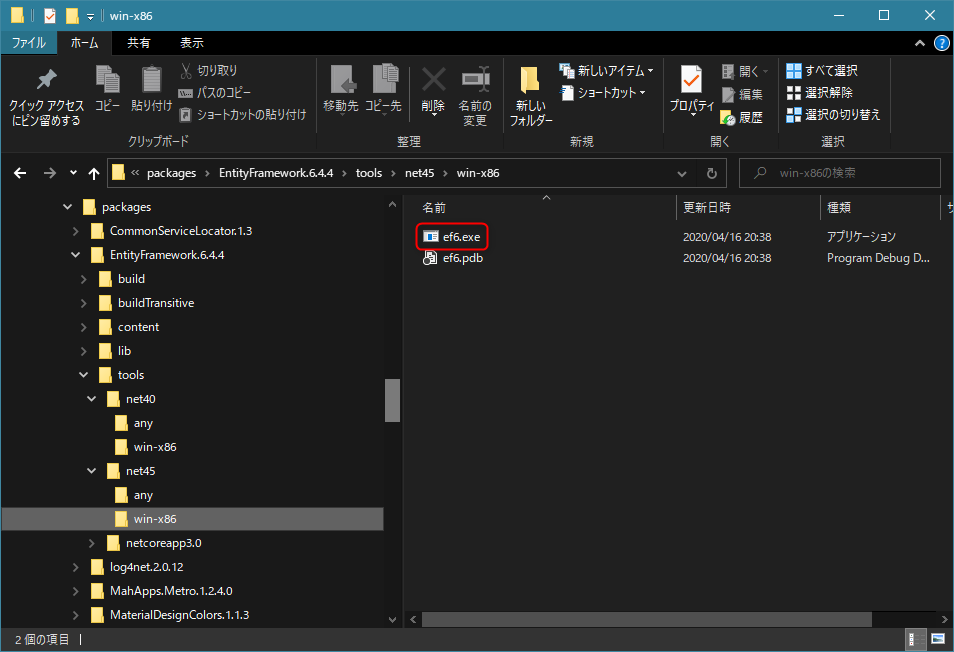 win-x86
ファイル ホーム 共有 表示
クイック アクセス
にピン留めする
コピー
貼り付け
切り取り
パスのコピー
ショートカットの貼り付け
クリップボード
移動先
コピー先
削除
名前の
変更
整理
新しい
フォルダー
新しいアイテム
ショートカット
新規
プロパティ
開く
編集
履歴
開く
すべて選択
選択解除
選択の切り替え
選択
« packages › EntityFramework.6.4.4 › tools › net45 › win-x86
win-x86の検索
packages
CommonServiceLocator.1.3
EntityFramework.6.4.4
build
buildTransitive
content
lib
tools
net40
any
win-x86
net45
any
win-x86
netcoreapp3.0
log4net.2.0.12
MahApps.Metro.1.2.4.0
MaterialDesignColors.1.1.3
名前 更新日時 種類 サ
ef6.exe 2020/04/16 20:38 アプリケーション
ef6.pdb 2020/04/16 20:38 Program Debug D...
2 個の項目